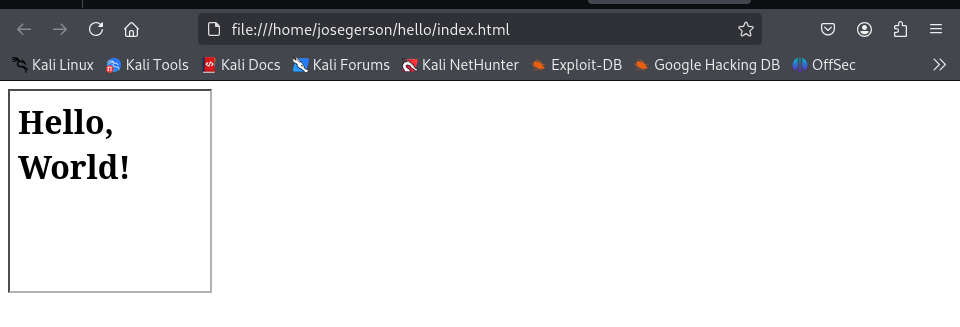 file:///home/josegerson/hello/index.html
Kali Linux Kali Tools Kali Docs Kali Forums Kali NetHunter Exploit-DB Google Hacking DB OffSec
Hello,
World!